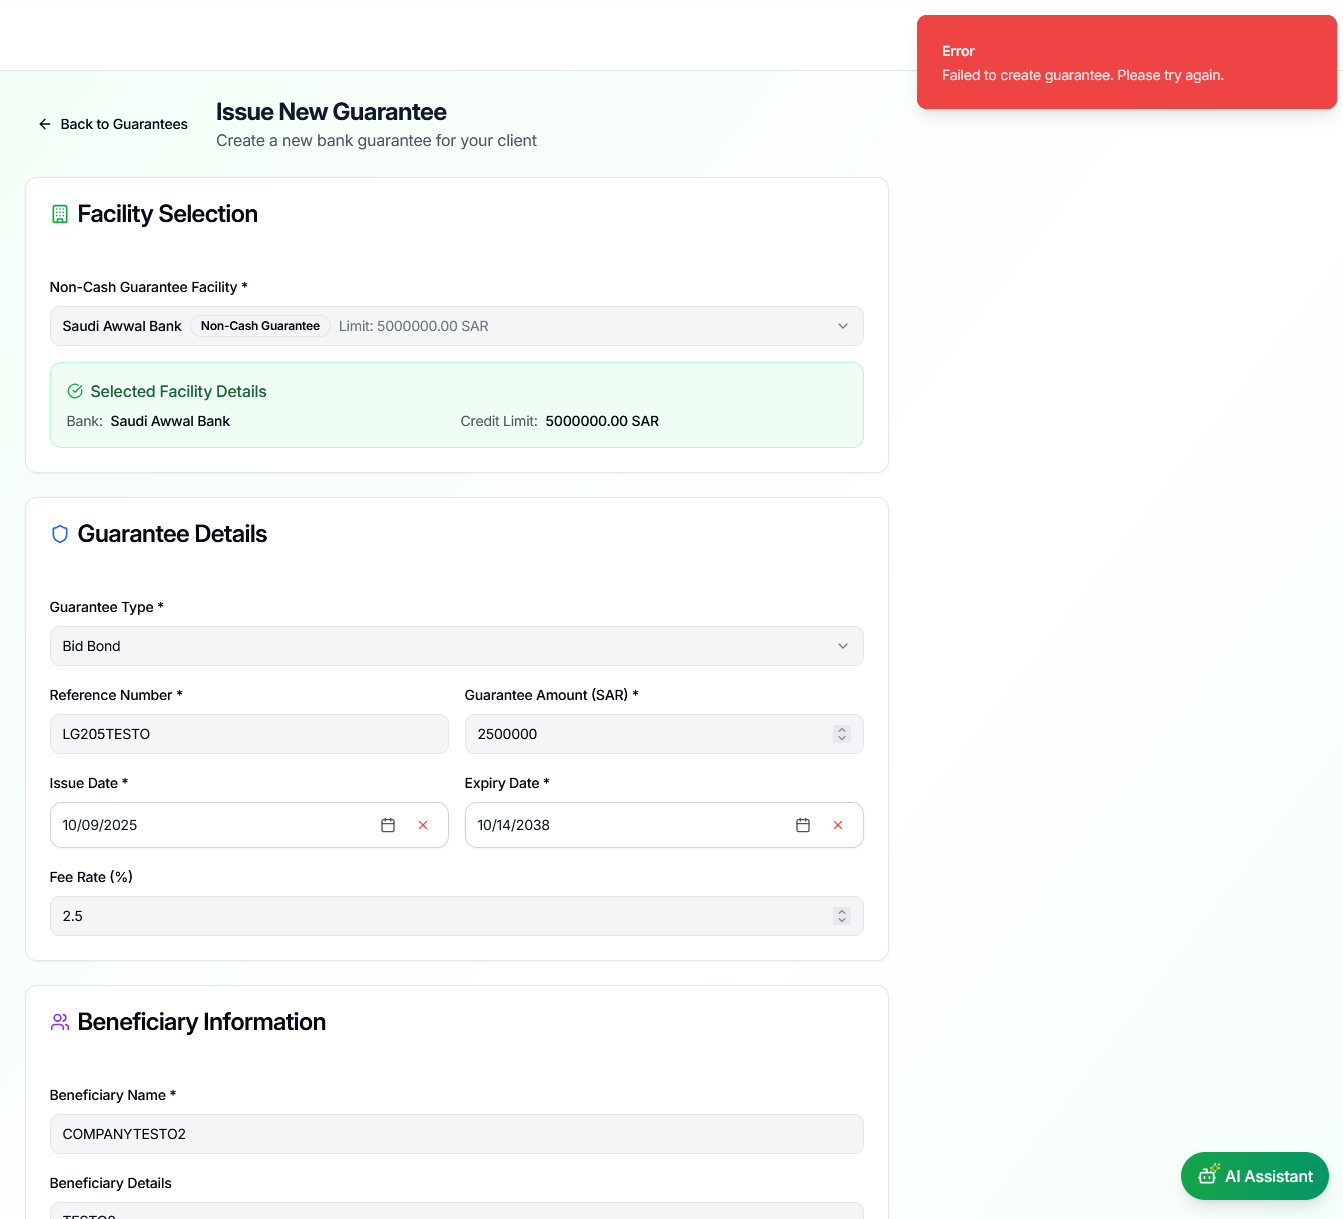 Error
Failed to create guarantee. Please try again.
Back to Guarantees
Issue New Guarantee
Create a new bank guarantee for your client
Facility Selection
Non-Cash Guarantee Facility *
Saudi Awwal Bank Non-Cash Guarantee Limit: 5000000.00 SAR
Selected Facility Details
Bank: Saudi Awwal Bank Credit Limit: 5000000.00 SAR
Guarantee Details
Guarantee Type *
Bid Bond
Reference Number * Guarantee Amount (SAR) *
LG205TESTO 2500000
Issue Date * Expiry Date *
10/09/2025 10/14/2038
Fee Rate (%)
2.5
Beneficiary Information
Beneficiary Name *
COMPANYTESTO2
Beneficiary Details
TESTO2
AI Assistant